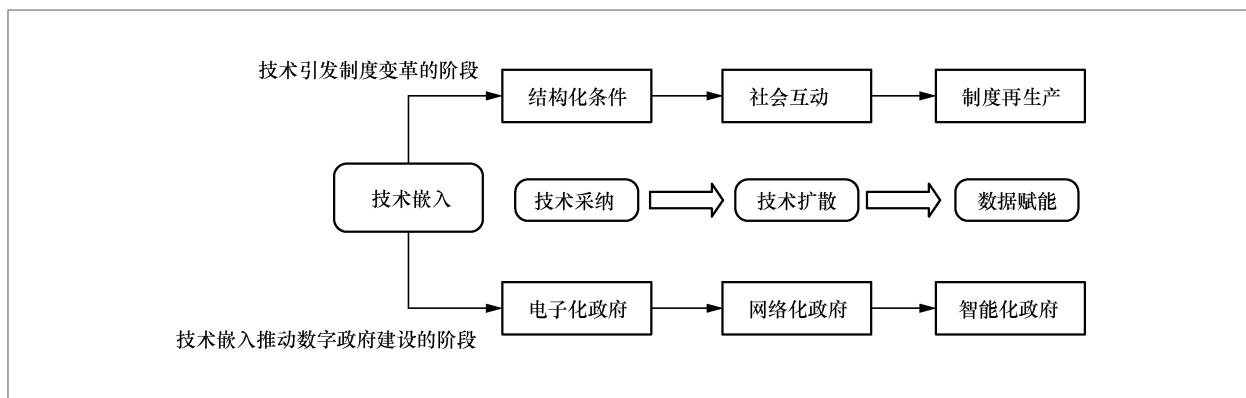 技术引发制度变革的阶段
结构化条件
社会互动
制度再生产
技术嵌入
技术采纳
技术扩散
数据赋能
电子化政府
网络化政府
智能化政府
技术嵌入推动数字政府建设的阶段